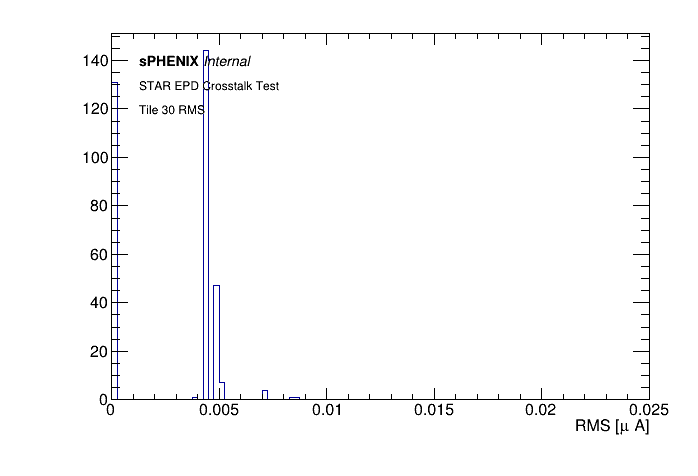 140
120
100
80
60
40
20
0
sPHENIX Internal
STAR EPD Crosstalk Test
Tile 30 RMS
0 0.005 0.01 0.015 0.02 0.025
RMS [μ A]